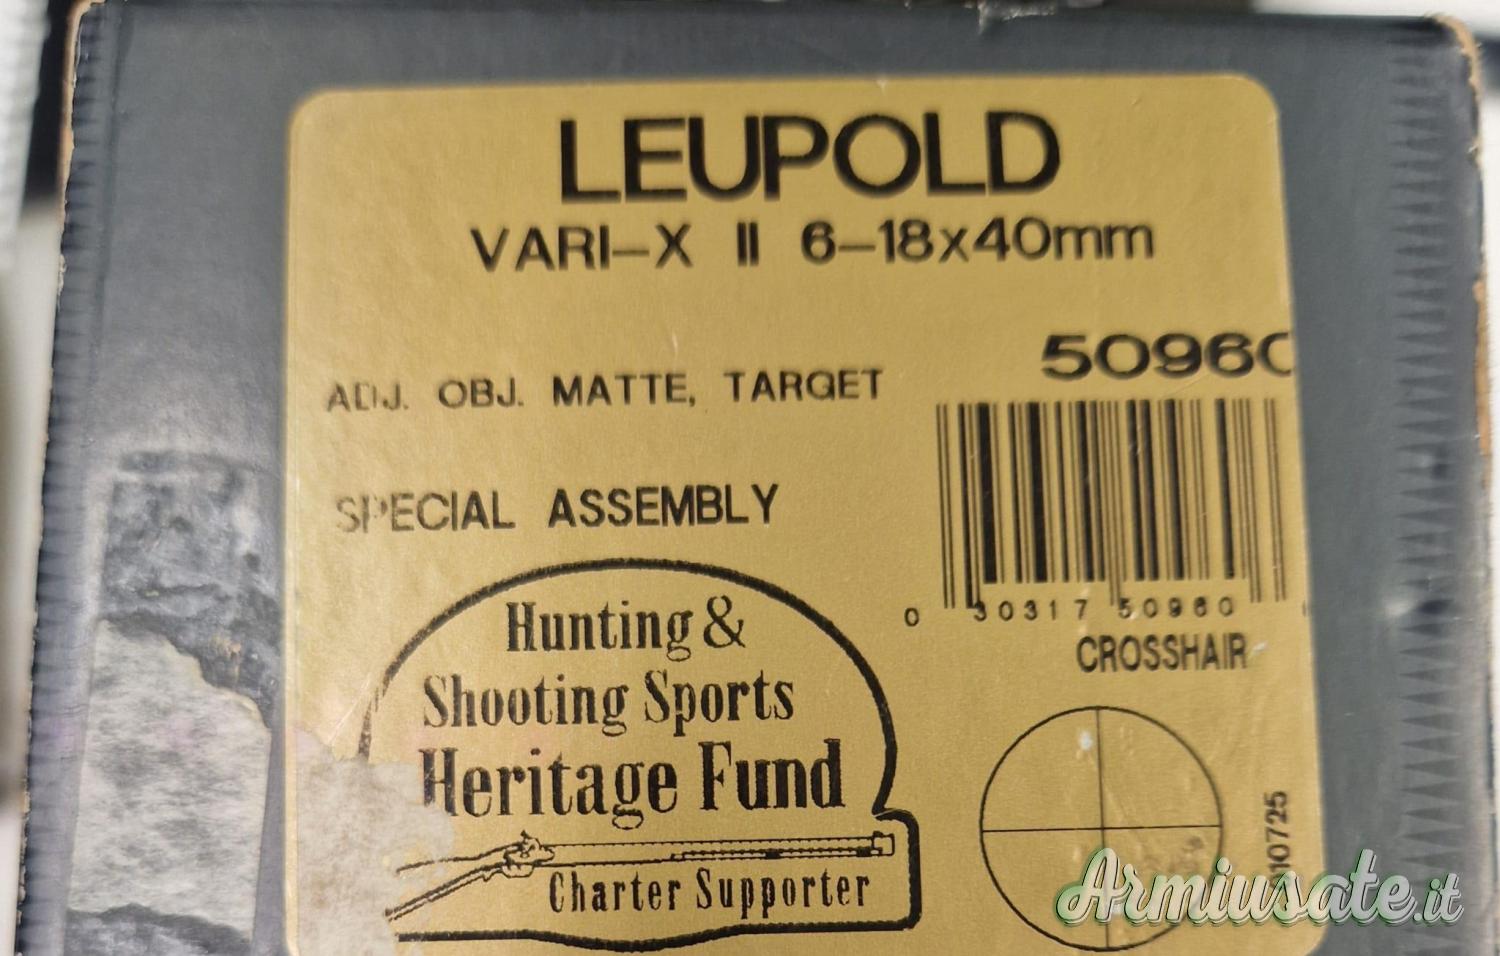 LEUPOLD
VARI-X II 6-18x40mm
50960
ADJ. OBJ. MATTE, TARGET
SPECIAL ASSEMBLY
0 30317 50960
CROSSHAIR
Hunting &
Shooting Sports
Heritage Fund
Charter Supporter
Armiusate.it